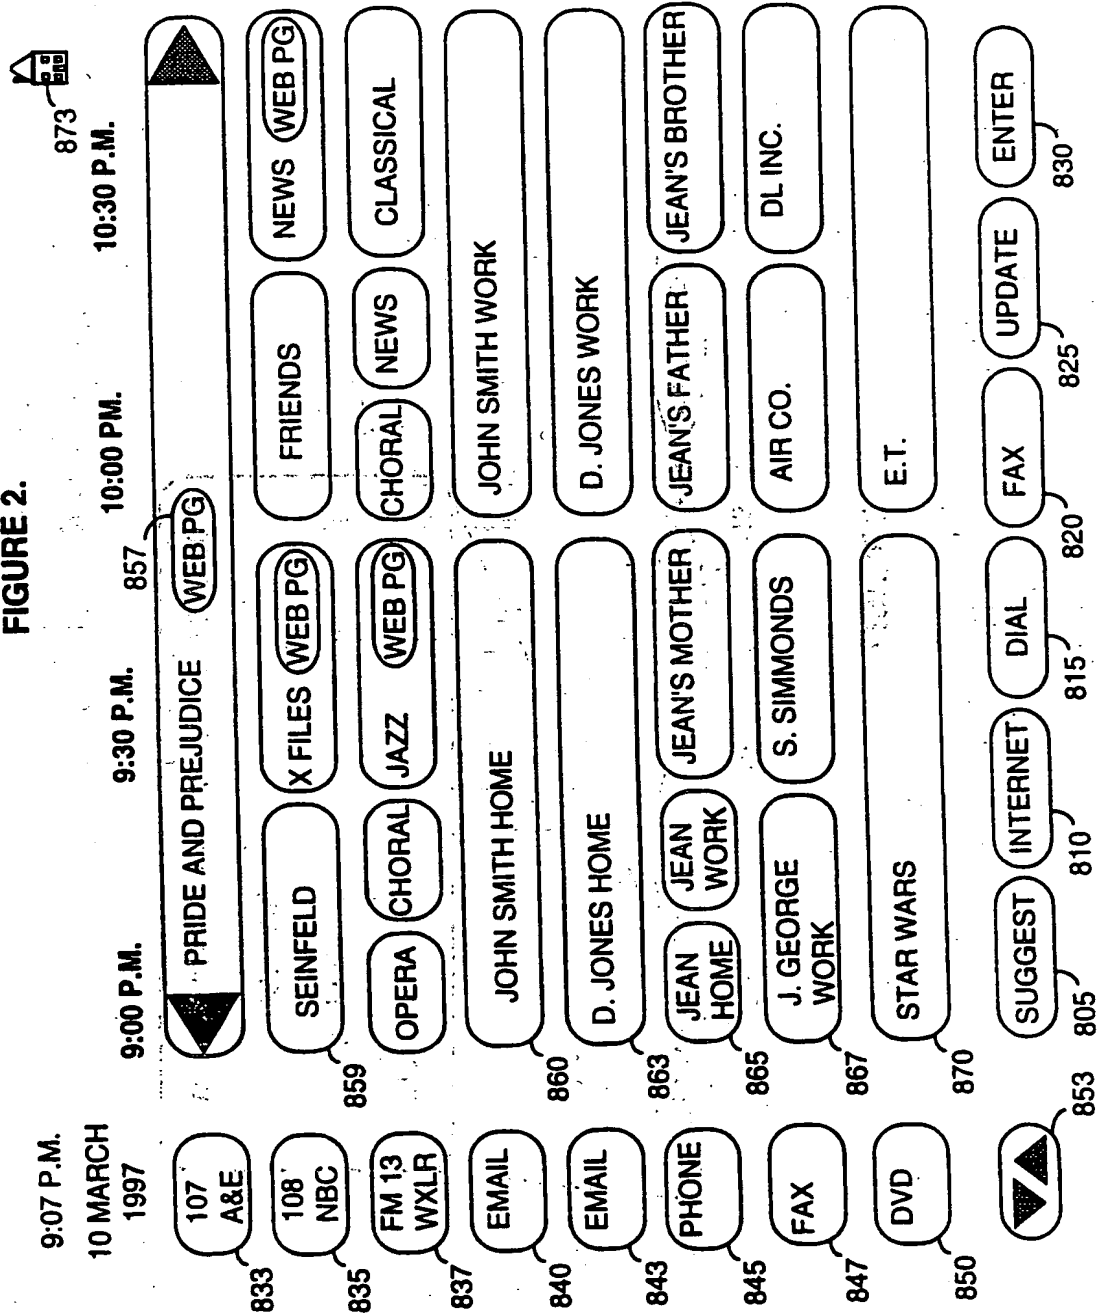 FIGURE 2.
873
9:07 P.M.
10 MARCH
1997
9:00 P.M.
9:30 P.M.
10:00 PM.
10:30 P.M.
857
107
A&E
PRIDE AND PREJUDICE
WEB PG
833
108
NBC
SEINFELD
X FILES
WEB PG
FRIENDS
NEWS
WEB PG
835
859
FM 13
WXLR
OPERA
CHORAL
JAZZ
WEB PG
CHORAL
NEWS
CLASSICAL
837
EMAIL
JOHN SMITH HOME
JOHN SMITH WORK
840
860
EMAIL
D. JONES HOME
D. JONES WORK
843
863
PHONE
JEAN
HOME
JEAN
WORK
JEAN'S MOTHER
JEAN'S FATHER
JEAN'S BROTHER
845
865
FAX
J. GEORGE
WORK
S. SIMMONDS
AIR CO.
DL INC.
847
867
DVD
STAR WARS
E.T.
850
870
853
SUGGEST
INTERNET
DIAL
FAX
UPDATE
ENTER
805
810
815
820
825
830